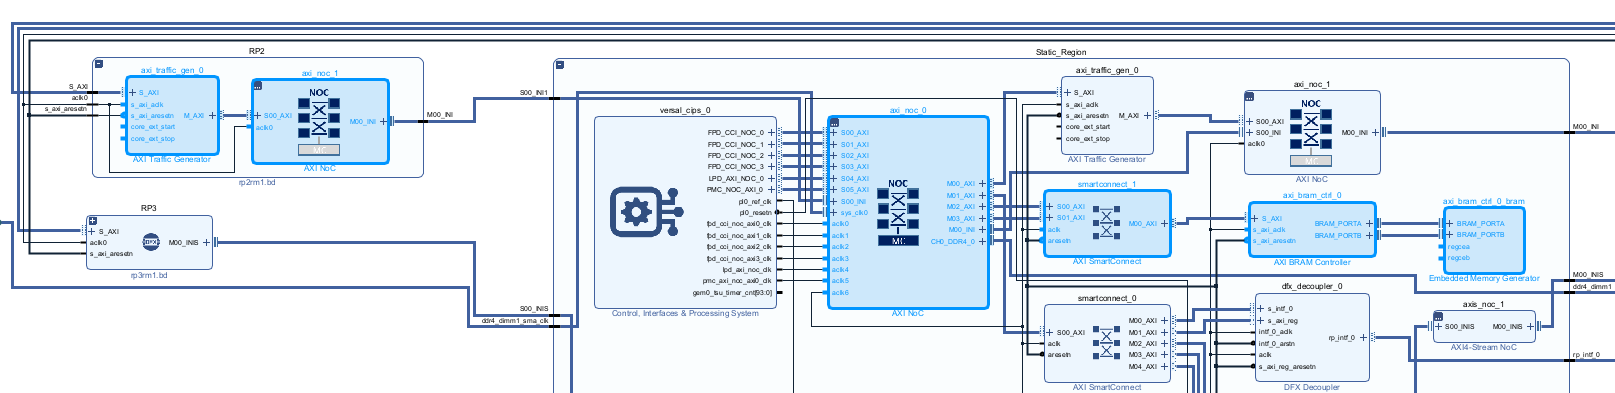 RP2
axi_traffic_gen_0
S_AXI
s_axi_aclk
s_axi_aresetn
core_ext_start
core_ext_stop
M_AXI
AXI Traffic Generator
axi_noc_1
NOC
S00_AXI
aclk0
M00_INI
MC
AXI NoC
rp2rm1.bd
S_AXI
aclk0
s_axi_aresetn
M00_INI
RP3
S_AXI
aclk0
s_axi_aresetn
DFX
M00_INIS
rp3rm1.bd
Static_Region
S00_INI1
S00_INIS
ddr4_dimm1_sma_clk
versal_cips_0
FPD_CCI_NOC_0
FPD_CCI_NOC_1
FPD_CCI_NOC_2
FPD_CCI_NOC_3
LPD_AXI_NOC_0
PMC_NOC_AXI_0
pl0_ref_clk
pl0_resetn
fpd_cci_noc_axi0_clk
fpd_cci_noc_axi1_clk
fpd_cci_noc_axi2_clk
fpd_cci_noc_axi3_clk
lpd_axi_noc_clk
pmc_axi_noc_axi0_clk
gem0_tsu_timer_cnt[93:0]
Control, Interfaces & Processing System
axi_noc_0
S00_AXI
S01_AXI
S02_AXI
S03_AXI
S04_AXI
S05_AXI
S00_INI
sys_clk0
aclk0
aclk1
aclk2
aclk3
aclk4
aclk5
aclk6
NOC
MC
M00_AXI
M01_AXI
M02_AXI
M03_AXI
M00_INI
CH0_DDR4_0
AXI NoC
axi_traffic_gen_0
S_AXI
s_axi_aclk
s_axi_aresetn
core_ext_start
core_ext_stop
M_AXI
AXI Traffic Generator
smartconnect_1
S00_AXI
S01_AXI
aclk
aresetn
M00_AXI
AXI SmartConnect
smartconnect_0
S00_AXI
aclk
aresetn
M00_AXI
M01_AXI
M02_AXI
M03_AXI
M04_AXI
AXI SmartConnect
axi_noc_1
NOC
S00_AXI
S00_INI
aclk0
M00_INI
MC
AXI NoC
axi_bram_ctrl_0
S_AXI
s_axi_aclk
s_axi_aresetn
BRAM_PORTA
BRAM_PORTB
AXI BRAM Controller
axi_bram_ctrl_0_bram
BRAM_PORTA
BRAM_PORTB
regcea
regceb
Embedded Memory Generator
dfx_decoupler_0
s_intf_0
s_axi_reg
intf_0_aclk
intf_0_arstn
aclk
s_axi_reg_aresetn
rp_intf_0
DFX Decoupler
axis_noc_1
S00_INIS
M00_INIS
AXI4-Stream NoC
M00_INI
M00_INIS
ddr4_dimm1
rp_intf_0